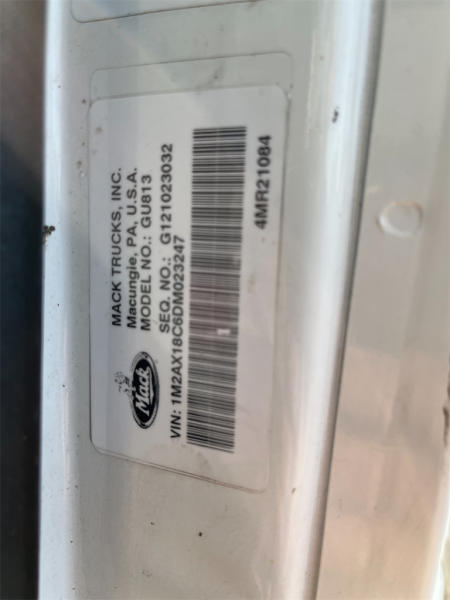 MACK TRUCKS, INC.
Macungie, PA, U.S.A.
MODEL NO.: GU813
SEQ. NO.: G121023032
Mack
VIN: 1M2AX18C6DM023247
4MR21084